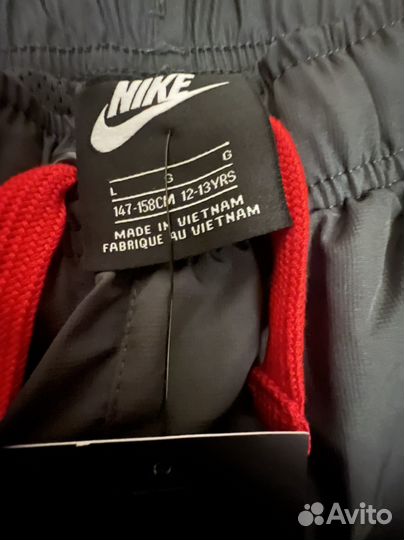 NIKE
L G G
147-158CM 12-13YRS
MADE IN VIETNAM
FABRIQUE AU VIETNAM
Avito